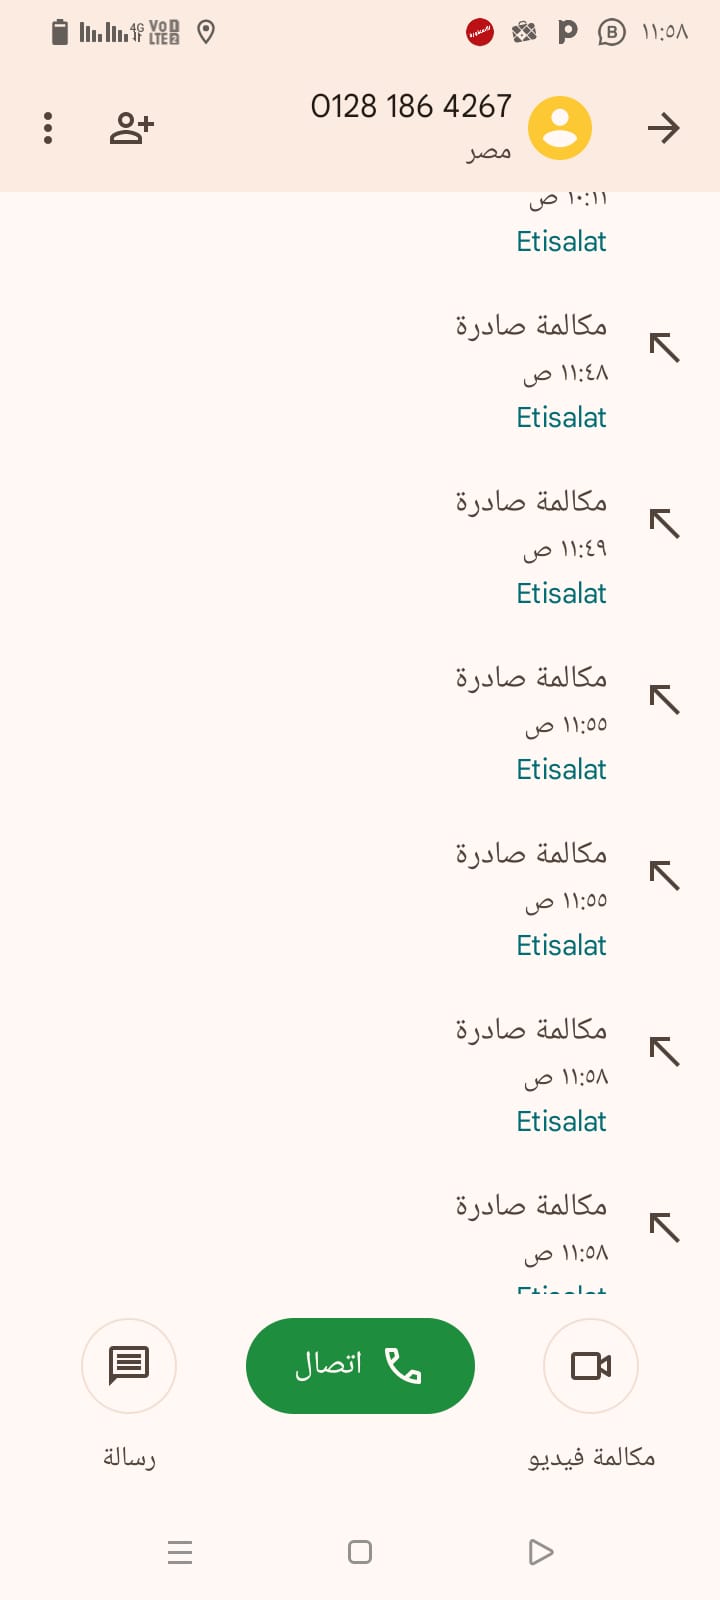 ١١:٥٨
4G
VoD
LTE2
B
0128 186 4267
مصر
١٠:١١ ص
Etisalat
مكالمة صادرة
١١:٤٨ ص
Etisalat
مكالمة صادرة
١١:٤٩ ص
Etisalat
مكالمة صادرة
١١:٥٥ ص
Etisalat
مكالمة صادرة
١١:٥٥ ص
Etisalat
مكالمة صادرة
١١:٥٨ ص
Etisalat
مكالمة صادرة
١١:٥٨ ص
Etisalat
اتصال
مكالمة فيديو
رسالة